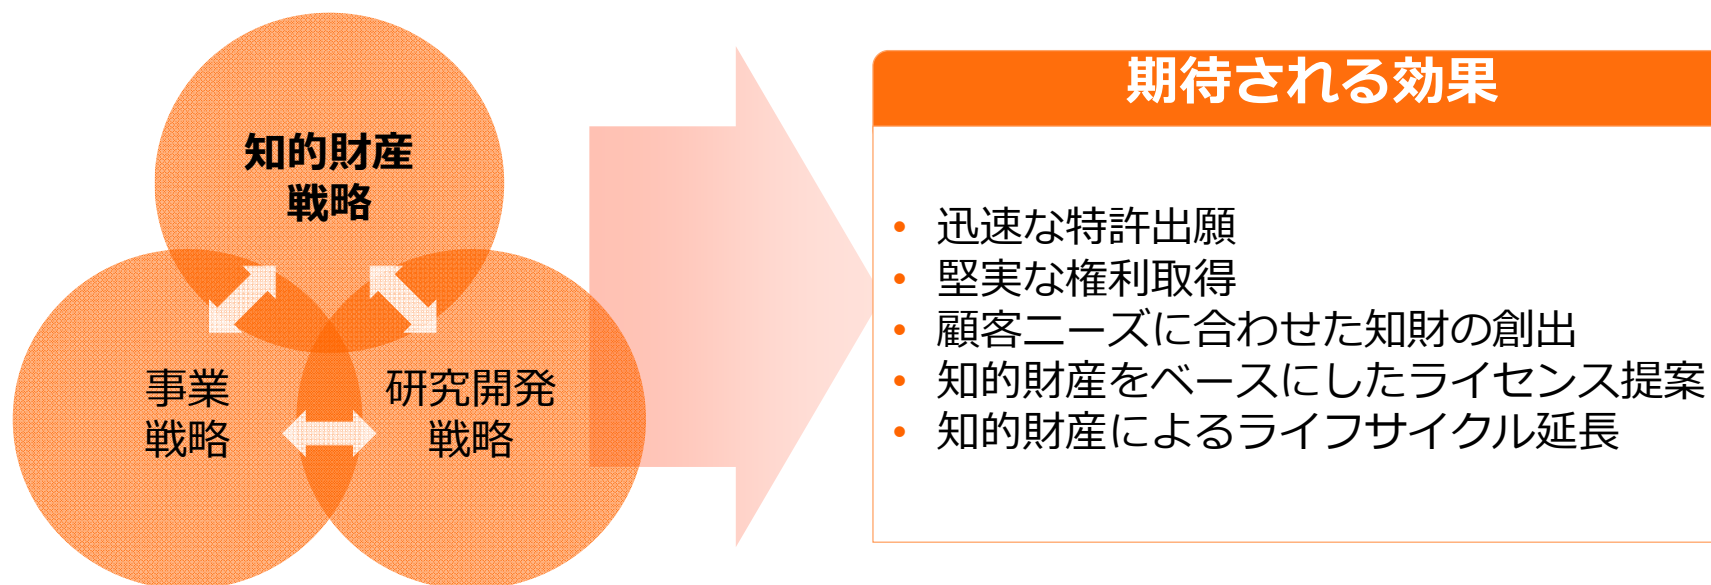 知的財産
戦略
事業
戦略
研究開発
戦略
期待される効果
• 迅速な特許出願
• 堅実な権利取得
• 顧客ニーズに合わせた知財の創出
• 知的財産をベースにしたライセンス提案
• 知的財産によるライフサイクル延長